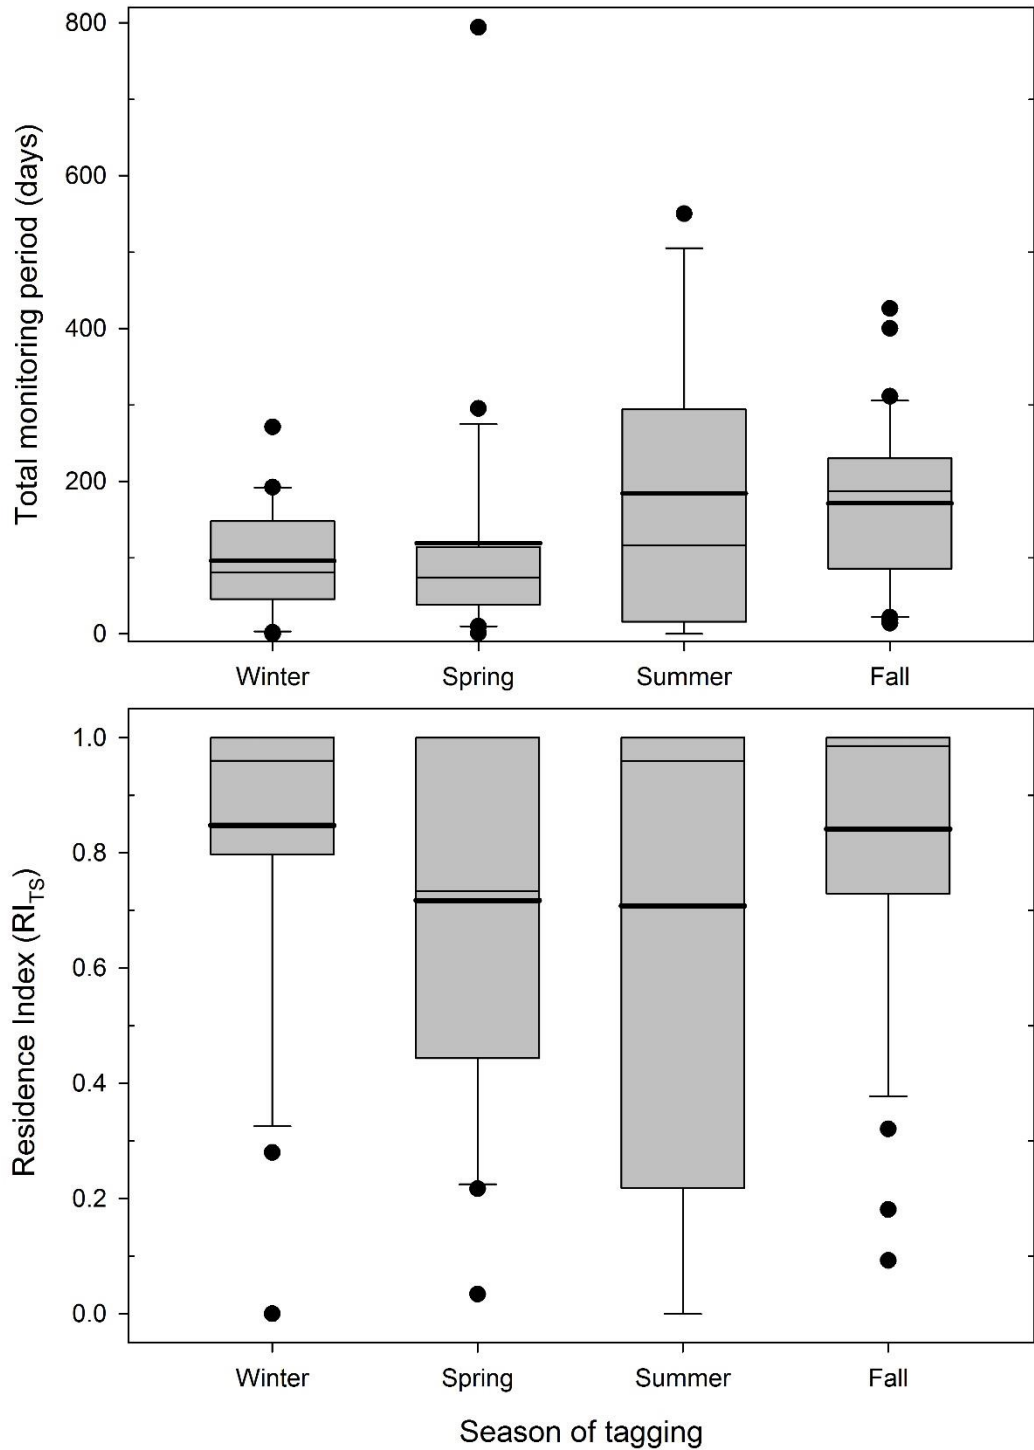 Total monitoring period (days)
800
600
400
200
0
Winter Spring Summer Fall
Residence Index (RI_TS)
1.0
0.8
0.6
0.4
0.2
0.0
Winter Spring Summer Fall
Season of tagging